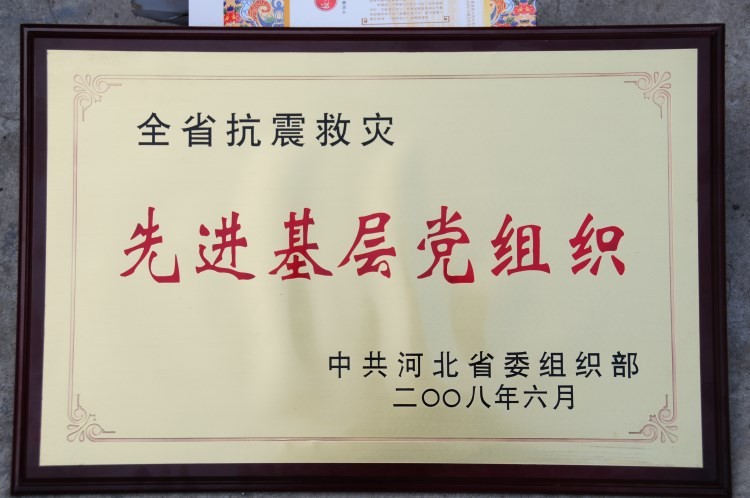 全省抗震救灾
先进基层党组织
中共河北省委组织部
二〇〇八年六月